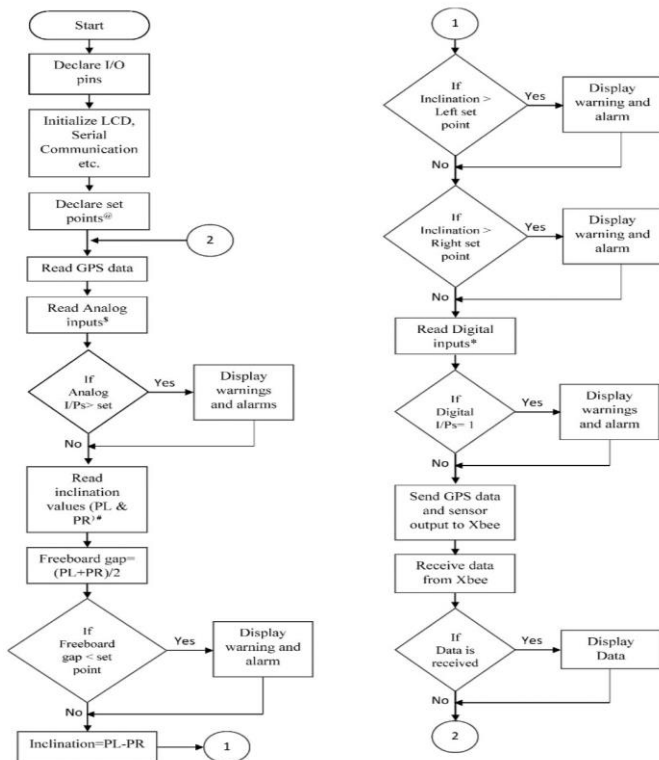 Start
Declare I/O
pins
Initialize LCD,
Serial
Communication
etc.
Declare set
points@
2
Read GPS data
Read Analog
inputs$
If
Analog
I/Ps> set
Yes
Display
warnings
and alarms
No
Read
inclination
values (PL &
PR)#
Freeboard gap=
(PL+PR)/2
If
Freeboard
gap < set
point
Yes
Display
warning and
alarm
No
Inclination=PL-PR
1
1
If
Inclination >
Left set
point
Yes
Display
warning and
alarm
No
If
Inclination >
Right set
point
Yes
Display
warning and
alarm
No
Read Digital
inputs*
If
Digital
I/Ps= 1
Yes
Display
warnings
and alarm
No
Send GPS data
and sensor
output to Xbee
Receive data
from Xbee
If
Data is
received
Yes
Display
Data
No
2